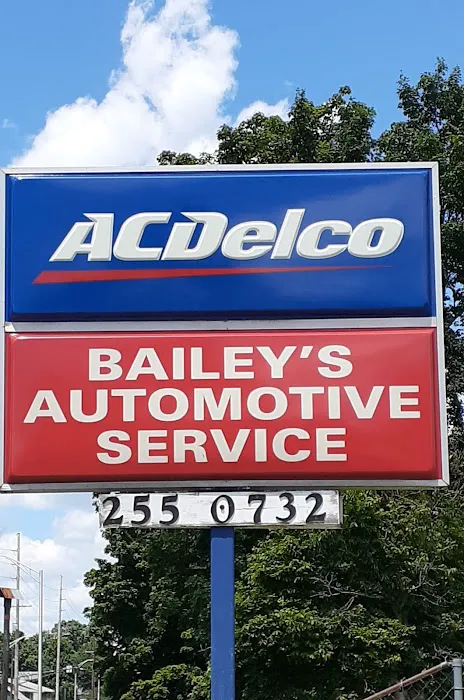 ACDelco
BAILEY'S
AUTOMOTIVE
SERVICE
255 0732